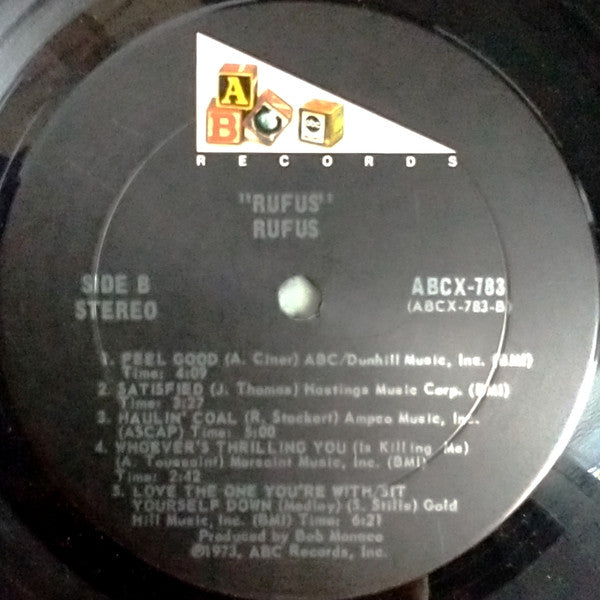 A B C
RECORDS
"RUFUS"
RUFUS
SIDE B
STEREO
ABCX-783
(ABCX-783-B)
1. FEEL GOOD (A. Ciner) ABC/Dunhill Music, Inc. (BMI)
Time: 4:09
2. SATISFIED (J. Thomas) Hastings Music Corp. (BMI)
Time: 3:27
3. HAULIN' COAL (R. Stockert) Ampco Music, Inc.
(ASCAP) Time: 3:00
4. WHOEVER'S THRILLING YOU (Is Killing Me)
(A. Toussaint) Marsaint Music, Inc. (BMI)
Time: 2:42
5. LOVE THE ONE YOU'RE WITH/SIT
YOURSELF DOWN (Medley) (S. Stills) Gold
Hill Music, Inc. (BMI) Time: 6:21
Produced by Bob Monaco
©1973, ABC Records, Inc.